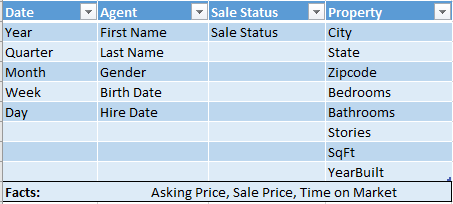 Date Agent Sale Status Property
Year First Name Sale Status City
Quarter Last Name State
Month Gender Zipcode
Week Birth Date Bedrooms
Day Hire Date Bathrooms
Stories
SqFt
YearBuilt
Facts: Asking Price, Sale Price, Time on Market